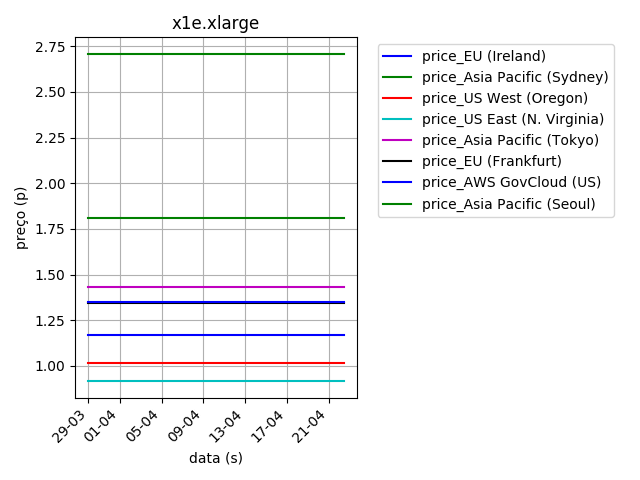 x1e.xlarge
preço (p)
2.75
2.50
2.25
2.00
1.75
1.50
1.25
1.00
29-03
01-04
05-04
09-04
13-04
17-04
21-04
data (s)
price_EU (Ireland)
price_Asia Pacific (Sydney)
price_US West (Oregon)
price_US East (N. Virginia)
price_Asia Pacific (Tokyo)
price_EU (Frankfurt)
price_AWS GovCloud (US)
price_Asia Pacific (Seoul)